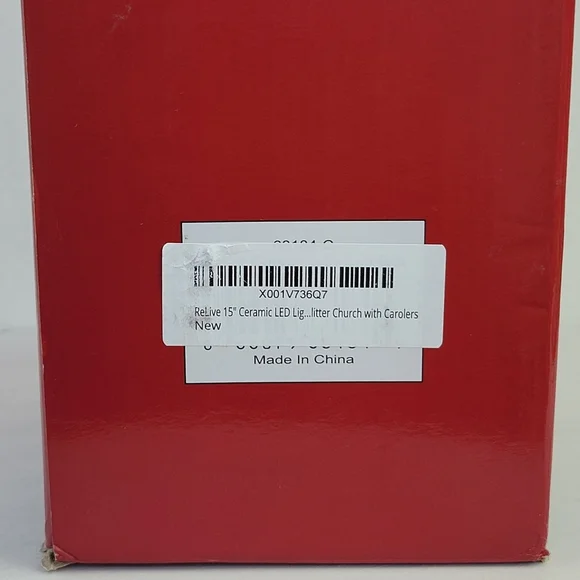 X001V736Q7
ReLive 15" Ceramic LED Lig...litter Church with Carolers
New
Made In China